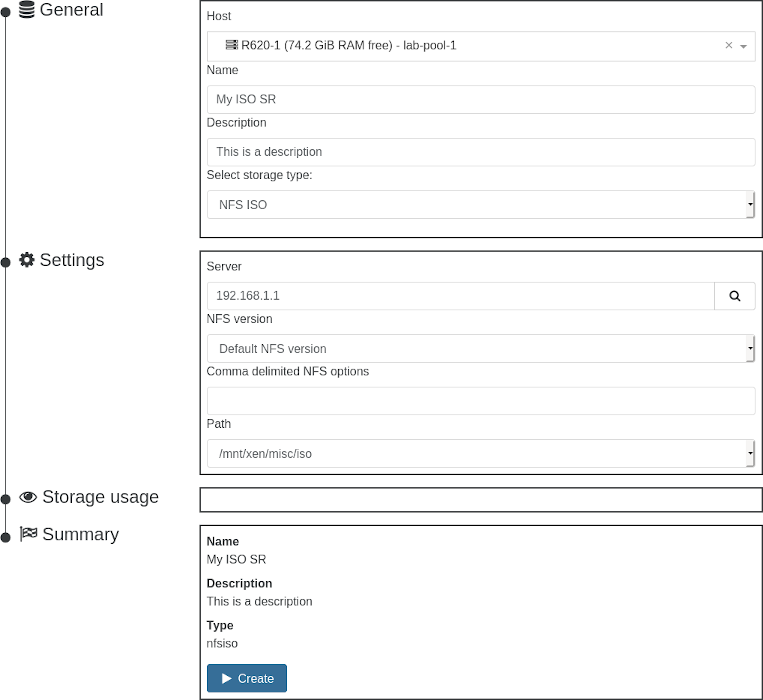 General
Host
R620-1 (74.2 GiB RAM free) - lab-pool-1
Name
My ISO SR
Description
This is a description
Select storage type:
NFS ISO
Settings
Server
192.168.1.1
NFS version
Default NFS version
Comma delimited NFS options
Path
/mnt/xen/misc/iso
Storage usage
Summary
Name
My ISO SR
Description
This is a description
Type
nfsiso
Create